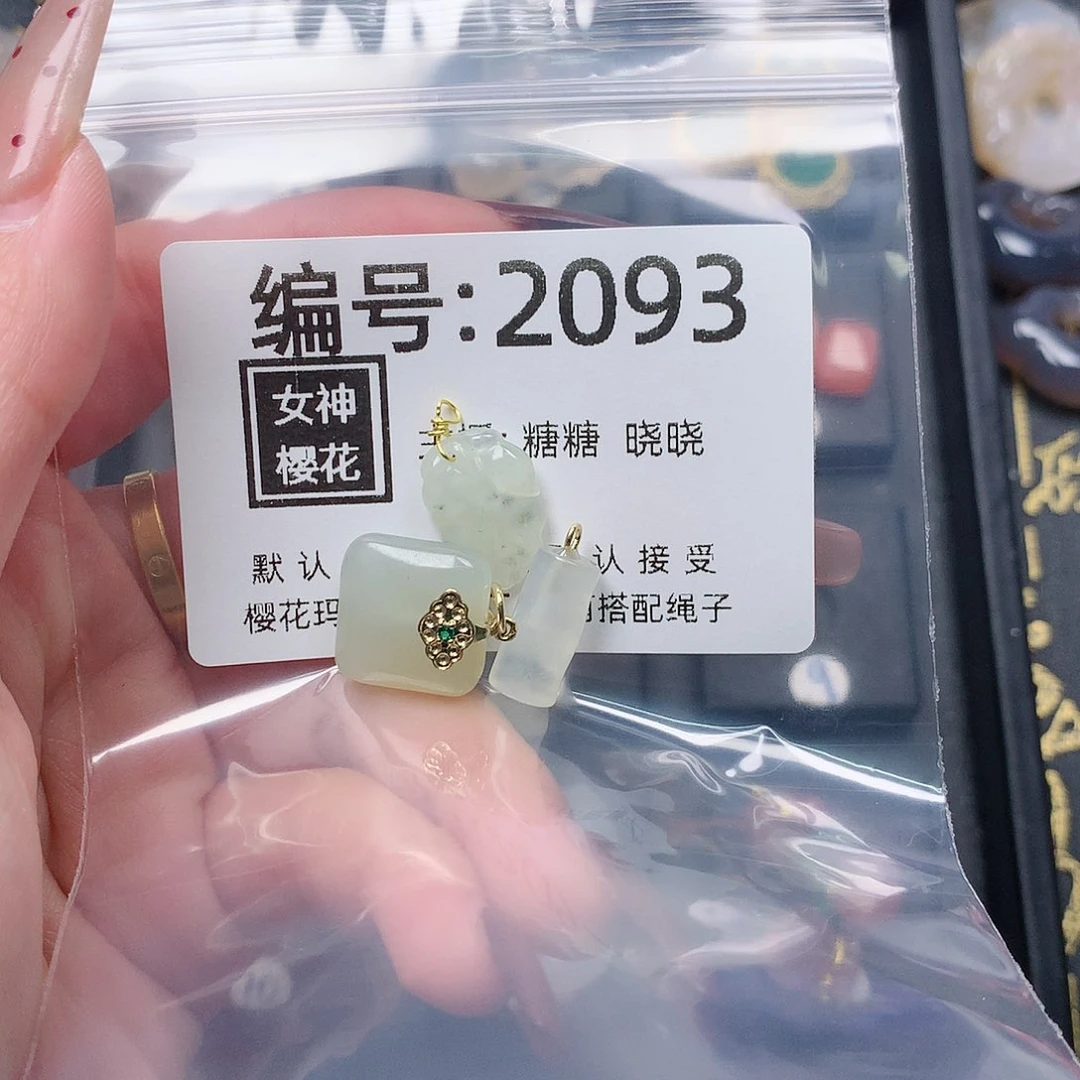 编号:2093
女神
樱花
糖糖 晓晓
默认 认接受
樱花玛 搭配绳子